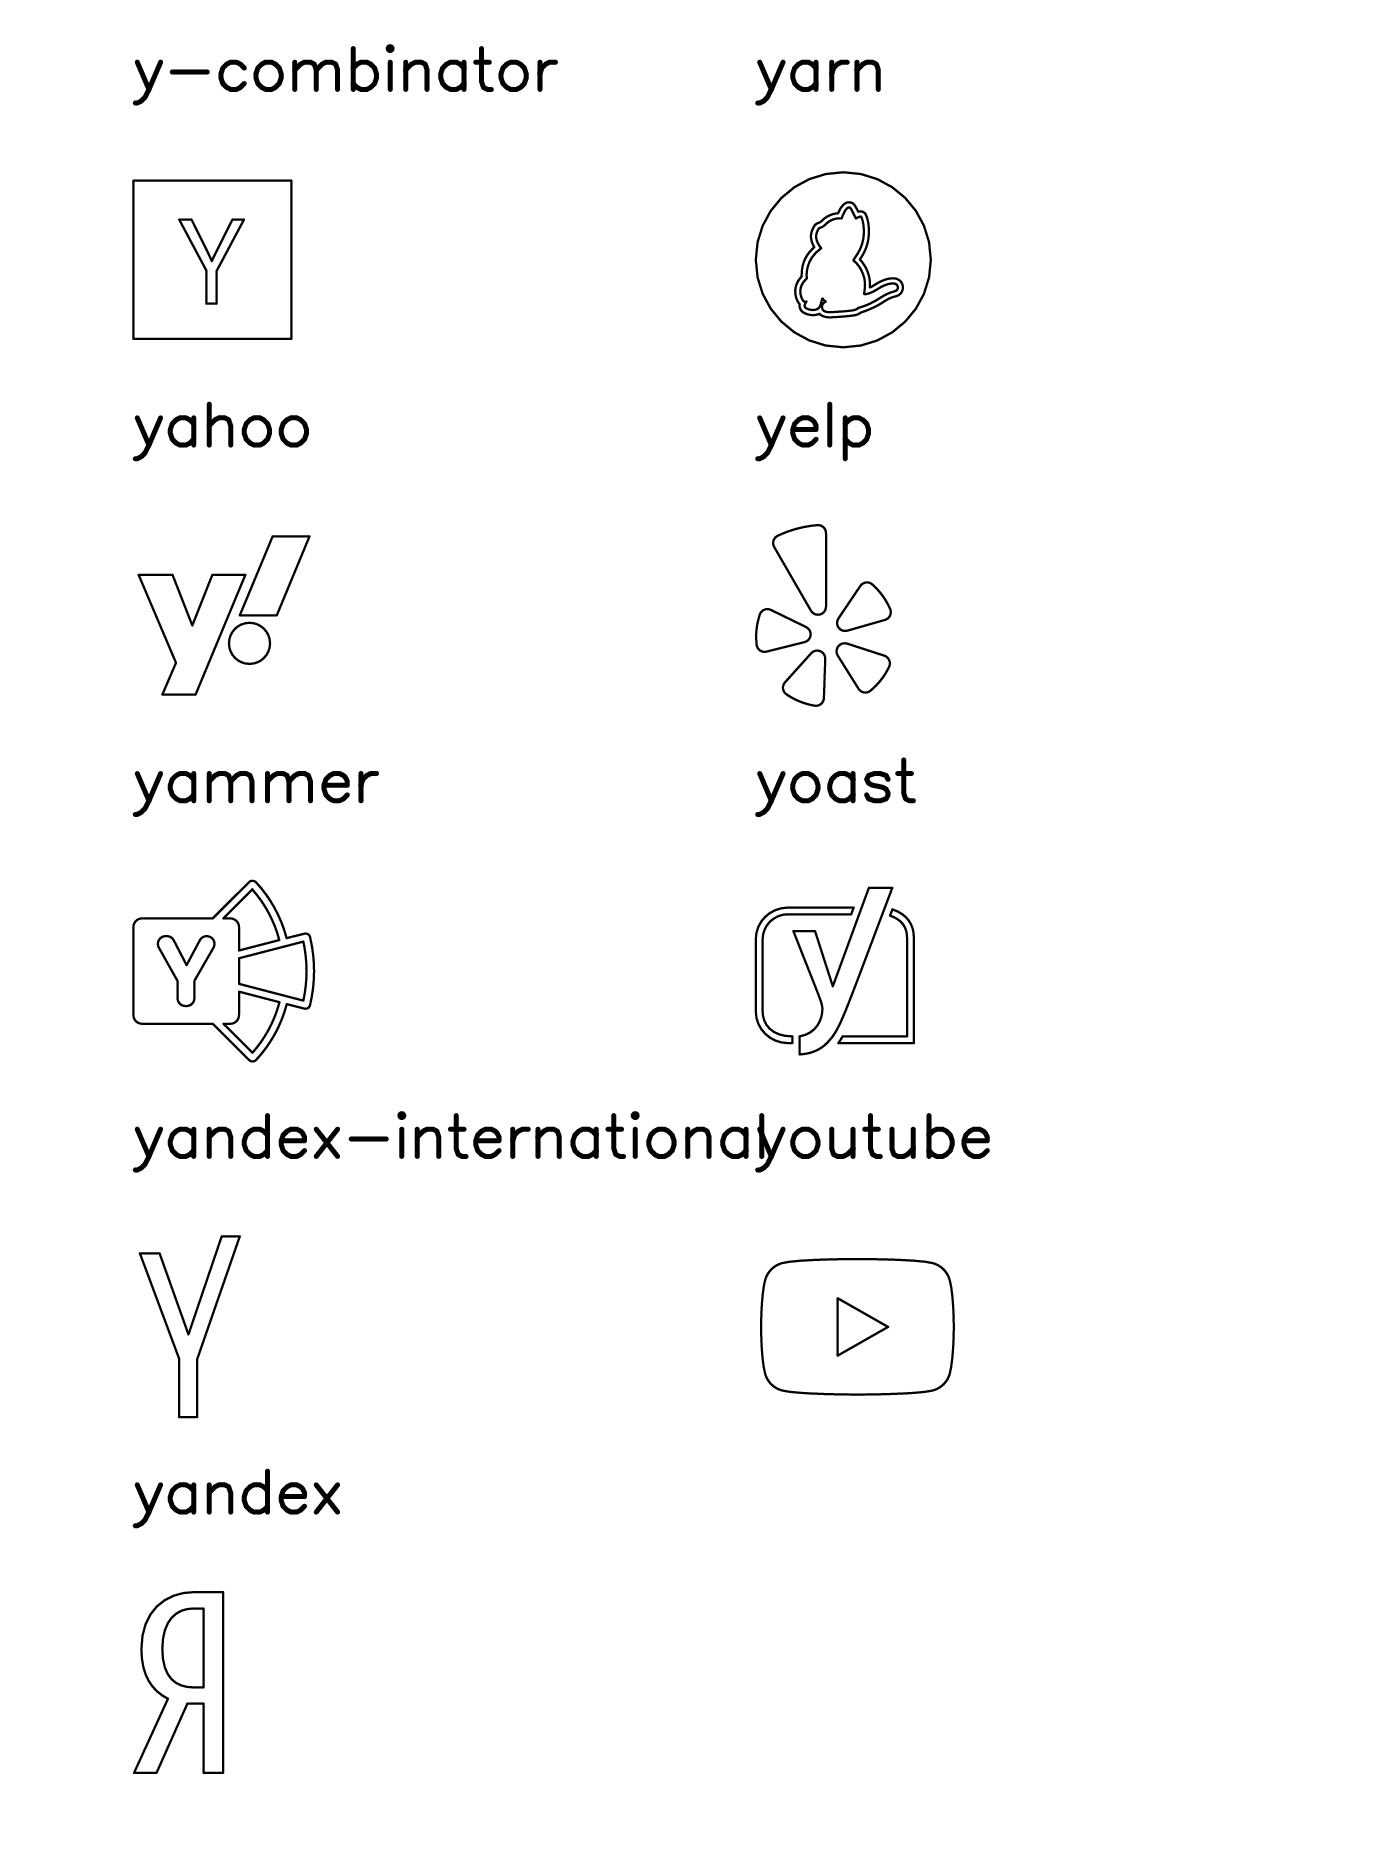 y-combinator
Y
yahoo
y!
yammer
Y
yandex-international
Y
yandex
Я
yarn
yelp
yoast
y
youtube